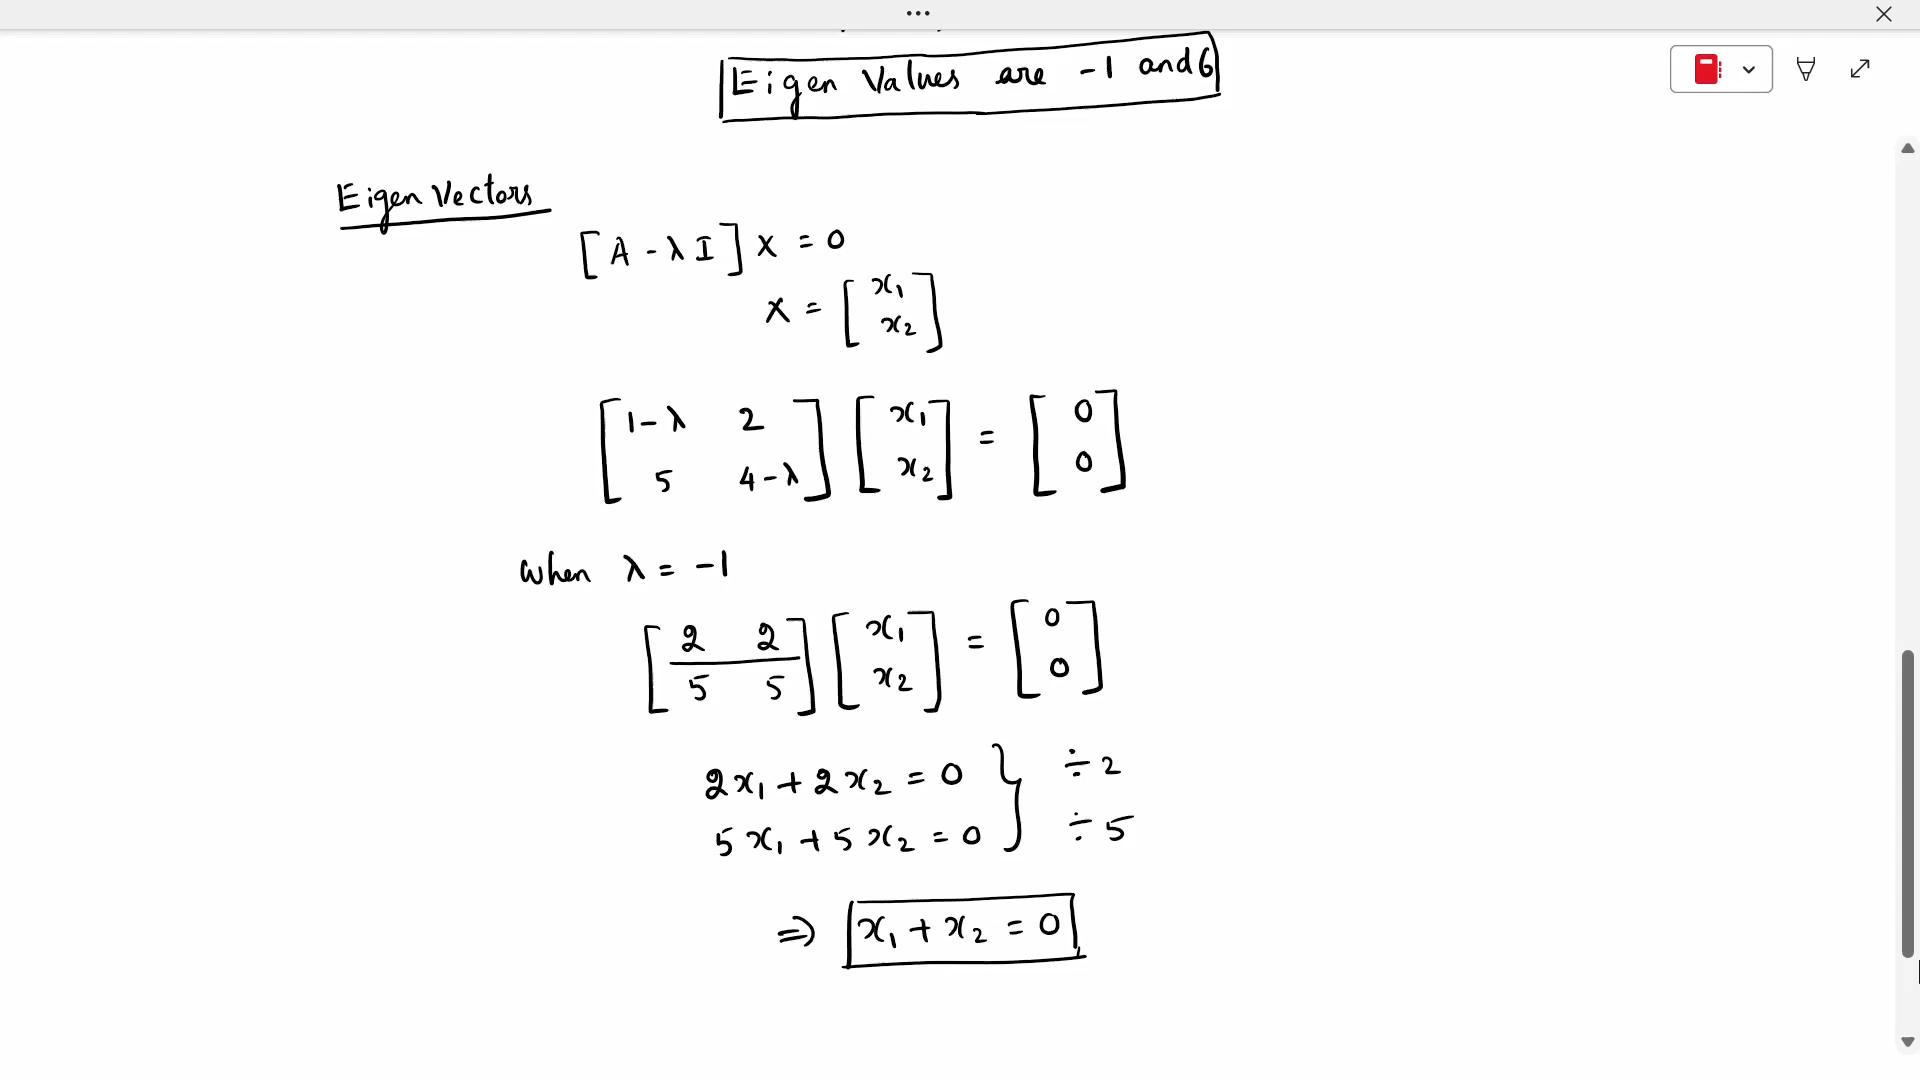 Eigen Values are -1 and 6
Eigen Vectors
[A - λI] X = 0
X = [x₁
x₂]
[1-λ 2
5 4-λ] [x₁
x₂] = [0
0]
When λ = -1
[2 2
5 5] [x₁
x₂] = [0
0]
2x₁ + 2x₂ = 0 } ÷ 2
5x₁ + 5x₂ = 0 } ÷ 5
⇒ x₁ + x₂ = 0